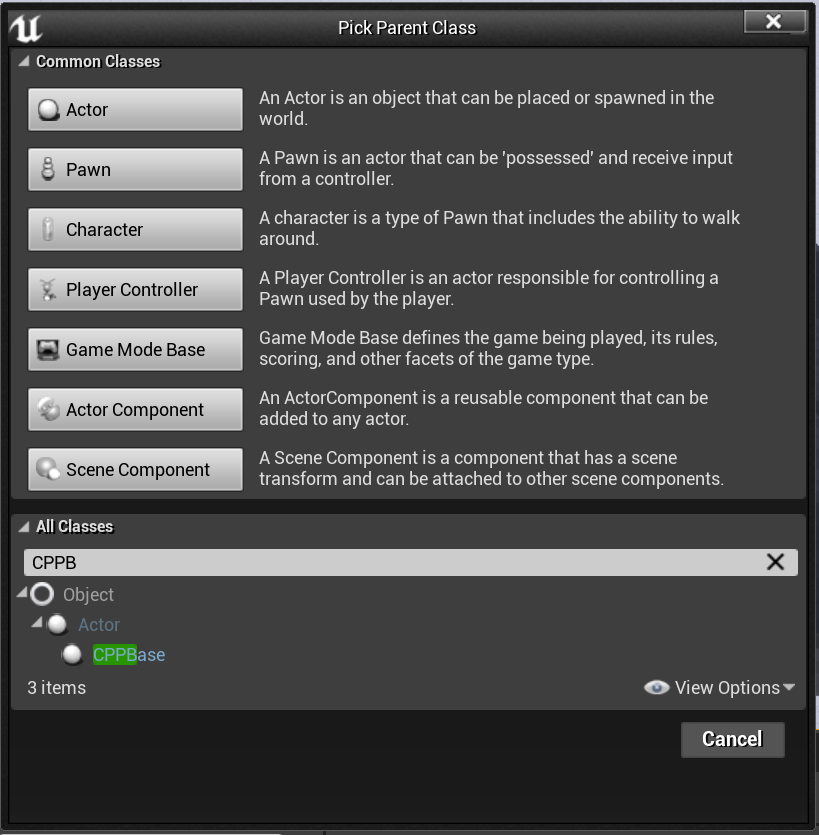 Pick Parent Class
Common Classes
Actor
An Actor is an object that can be placed or spawned in the
world.
Pawn
A Pawn is an actor that can be 'possessed' and receive input
from a controller.
Character
A character is a type of Pawn that includes the ability to walk
around.
Player Controller
A Player Controller is an actor responsible for controlling a
Pawn used by the player.
Game Mode Base
Game Mode Base defines the game being played, its rules,
scoring, and other facets of the game type.
Actor Component
An ActorComponent is a reusable component that can be
added to any actor.
Scene Component
A Scene Component is a component that has a scene
transform and can be attached to other scene components.
All Classes
CPPB
Object
Actor
CPPBase
3 items
View Options
Cancel